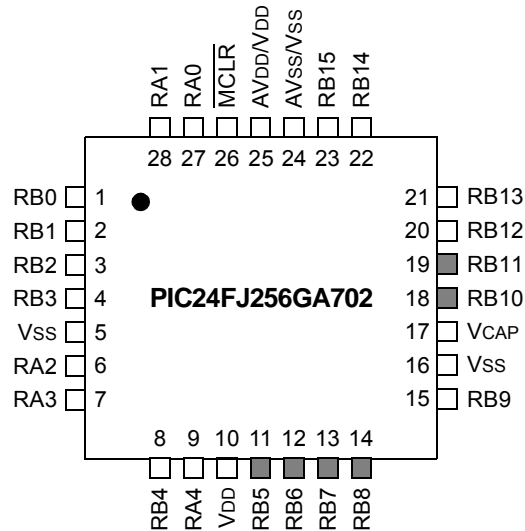 RA1 RA0 MCLR AVDD/VDD AVSS/VSS RB15 RB14
28 27 26 25 24 23 22
RB0 1 21 RB13
RB1 2 20 RB12
RB2 3 19 RB11
RB3 4 PIC24FJ256GA702 18 RB10
VSS 5 17 VCAP
RA2 6 16 VSS
RA3 7 15 RB9
8 9 10 11 12 13 14
RB4 RA4 VDD RB5 RB6 RB7 RB8